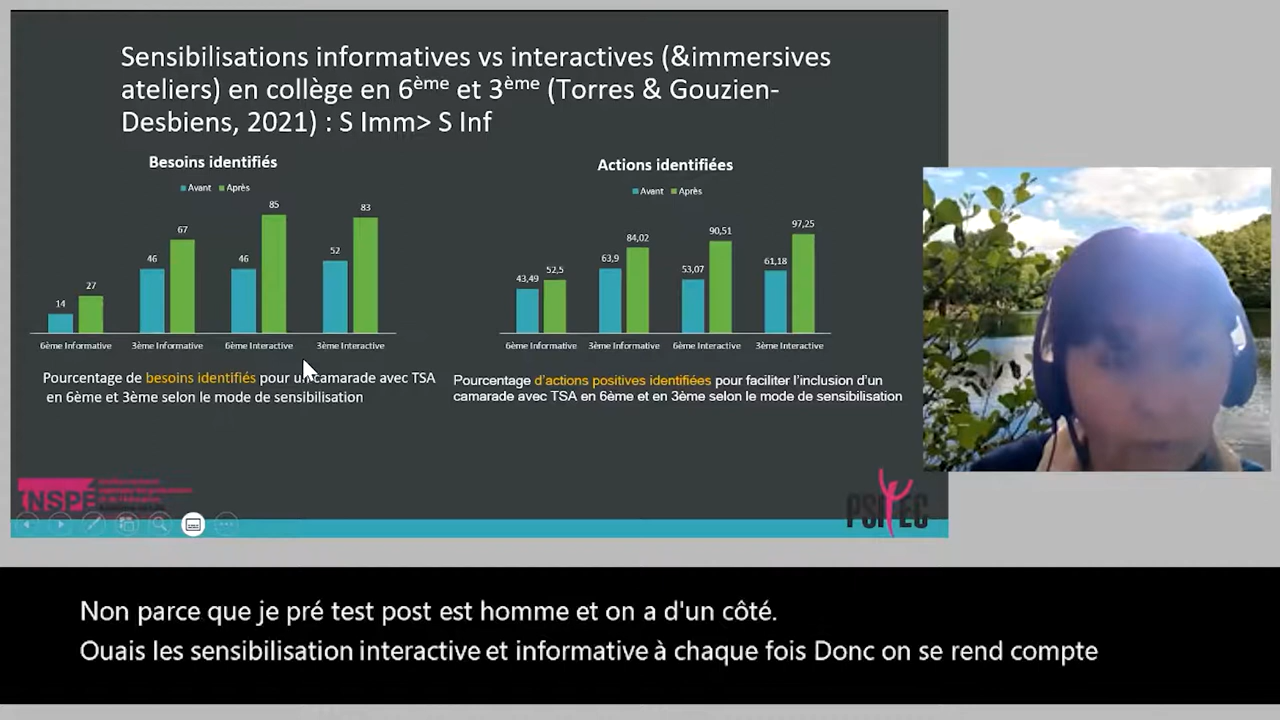 Sensibilisations informatives vs interactives (&immersives
ateliers) en collège en 6ème et 3ème (Torres & Gouzien-
Desbiens, 2021) : S Imm> S Inf
Besoins identifiés
Avant Après
14 27 46 67 46 85 52 83
6ème Informative 3ème Informative 6ème Interactive 3ème Interactive
Pourcentage de besoins identifiés pour un camarade avec TSA
en 6ème et 3ème selon le mode de sensibilisation
Actions identifiées
Avant Après
43,49 52,5 63,9 84,02 53,07 90,51 61,18 97,25
6ème Informative 3ème Informative 6ème Interactive 3ème Interactive
Pourcentage d'actions positives identifiées pour faciliter l'inclusion d'un
camarade avec TSA en 6ème et en 3ème selon le mode de sensibilisation
INSPÉ
PSITEC
Non parce que je pré test post est homme et on a d'un côté.
Ouais les sensibilisation interactive et informative à chaque fois Donc on se rend compte